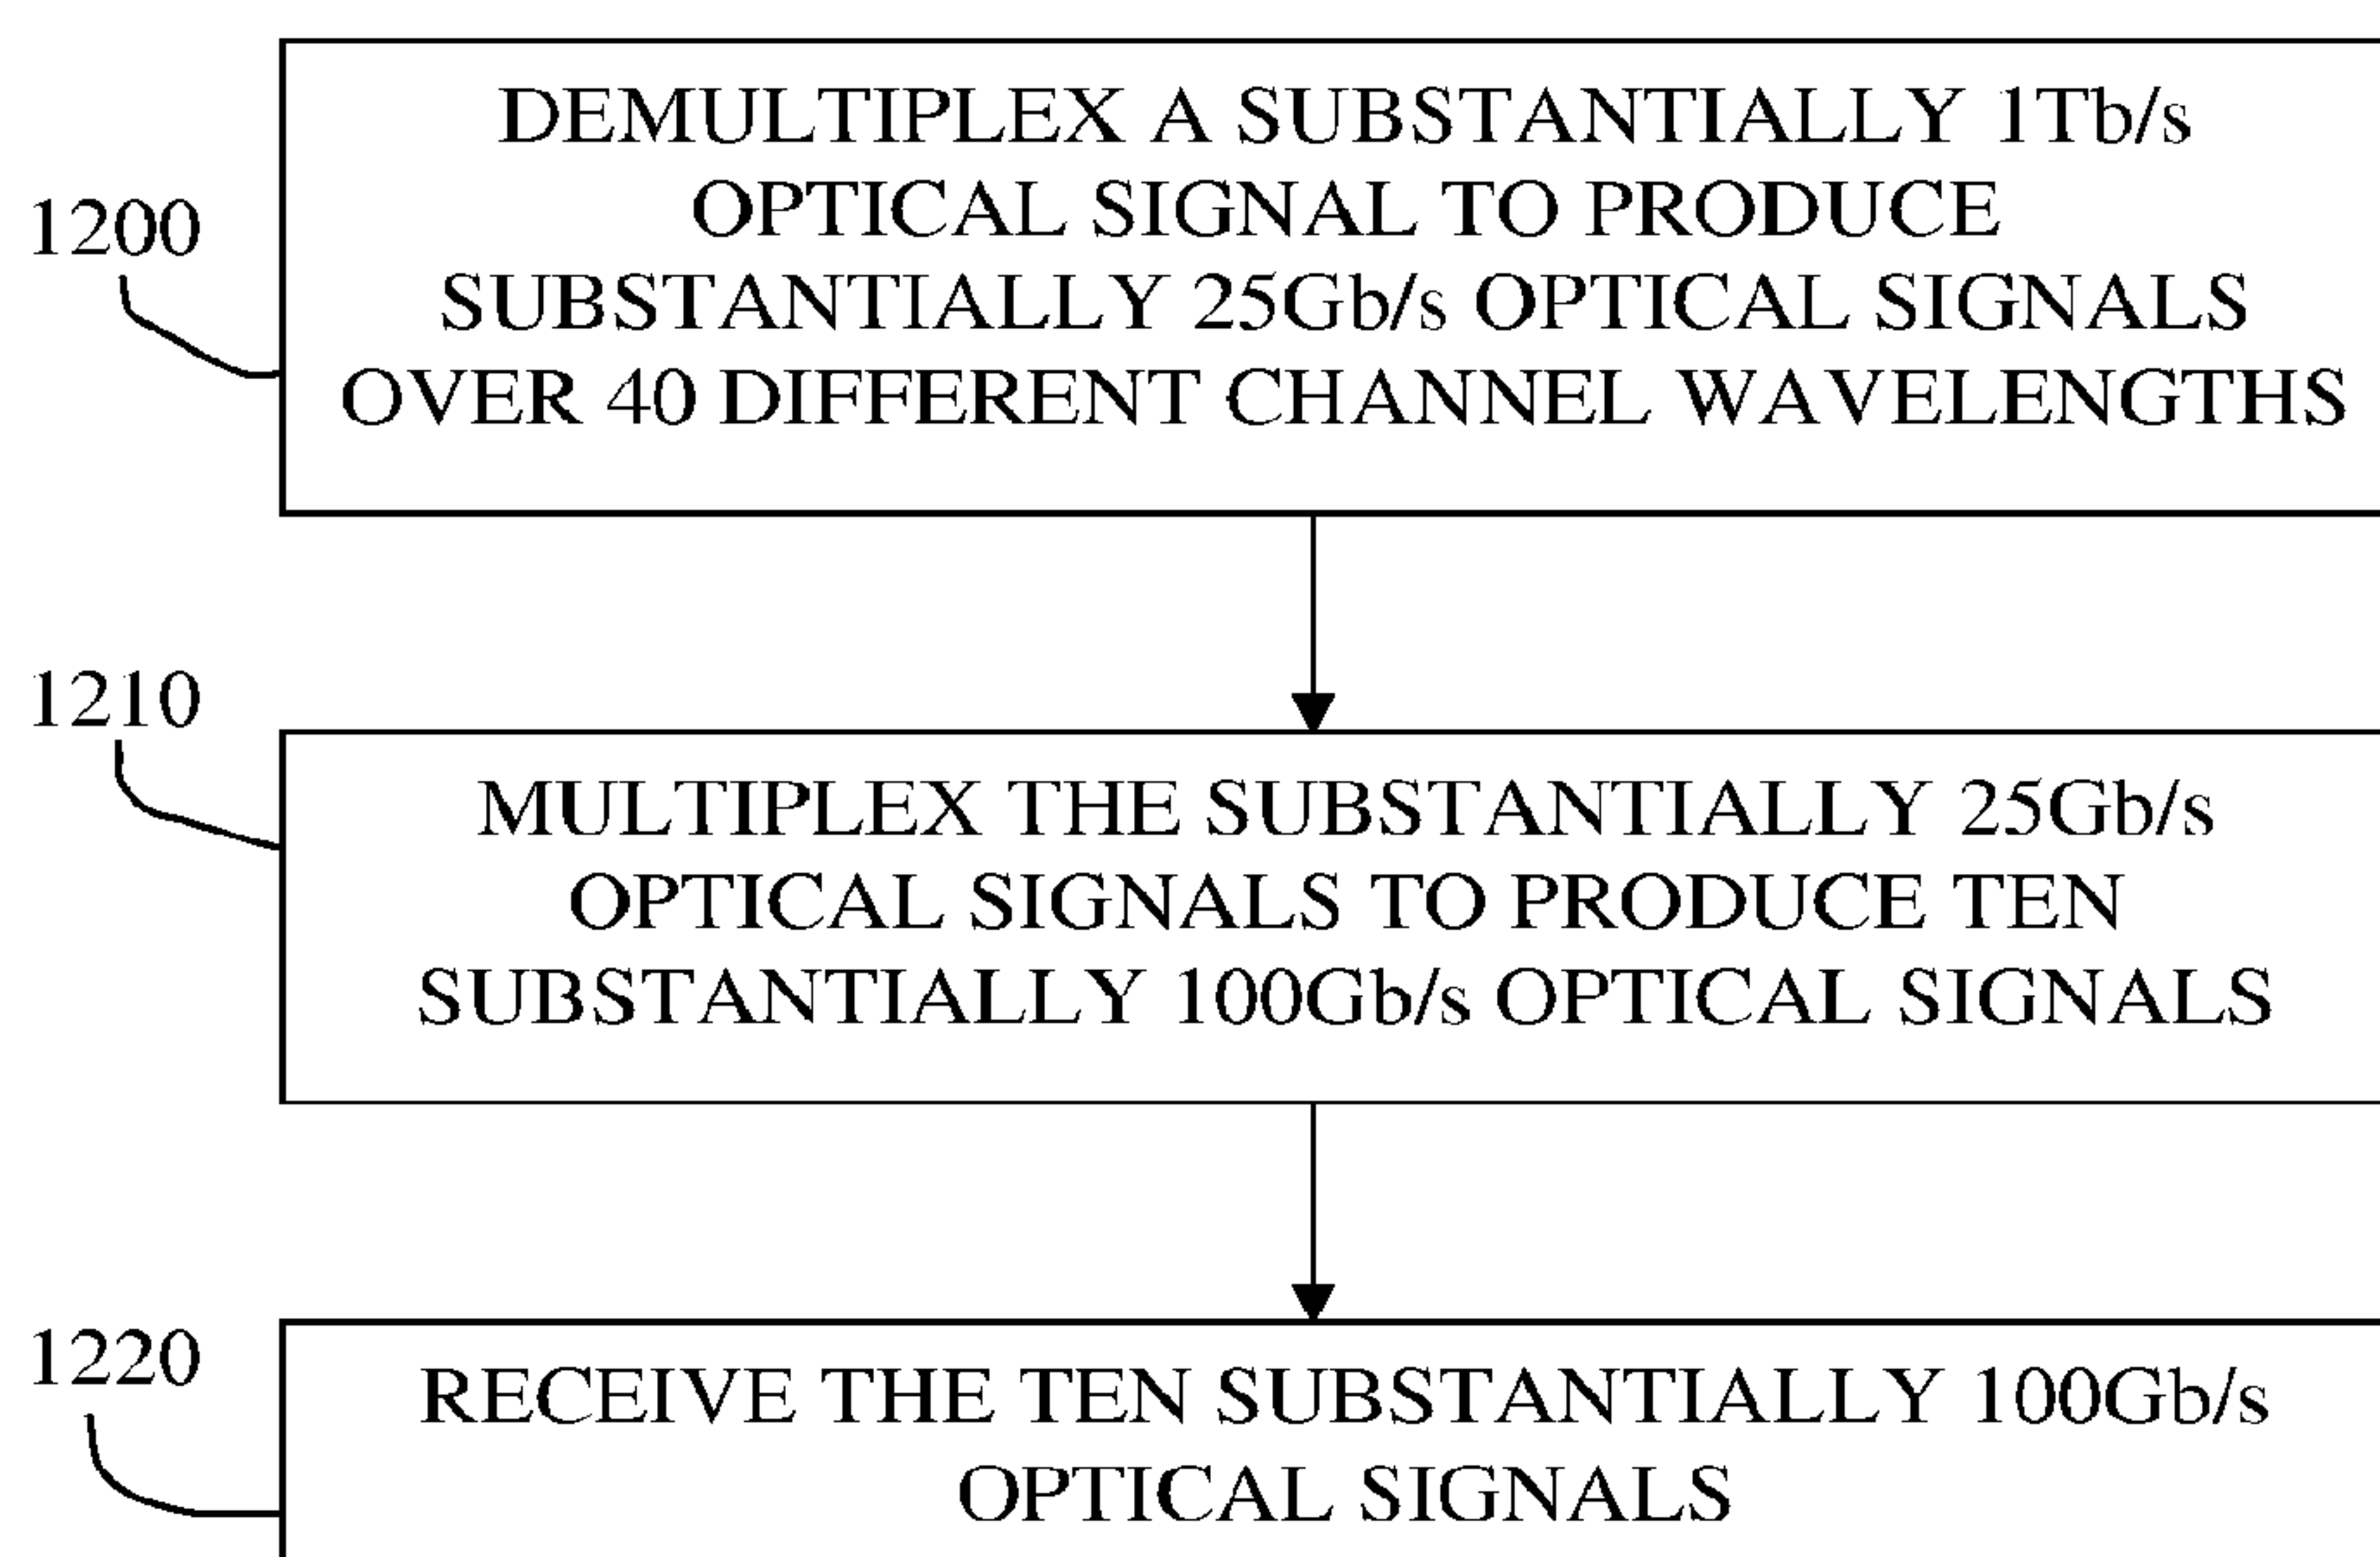 DEMULTIPLEX A SUBSTANTIALLY 1Tb/s
OPTICAL SIGNAL TO PRODUCE
1200
SUBSTANTIALLY 25Gb/s OPTICAL SIGNALS
OVER 40 DIFFERENT CHANNEL WAVELENGTHS
1210
MULTIPLEX THE SUBSTANTIALLY 25Gb/s
OPTICAL SIGNALS TO PRODUCE TEN
SUBSTANTIALLY 100Gb/s OPTICAL SIGNALS
1220
RECEIVE THE TEN SUBSTANTIALLY 100Gb/s
OPTICAL SIGNALS